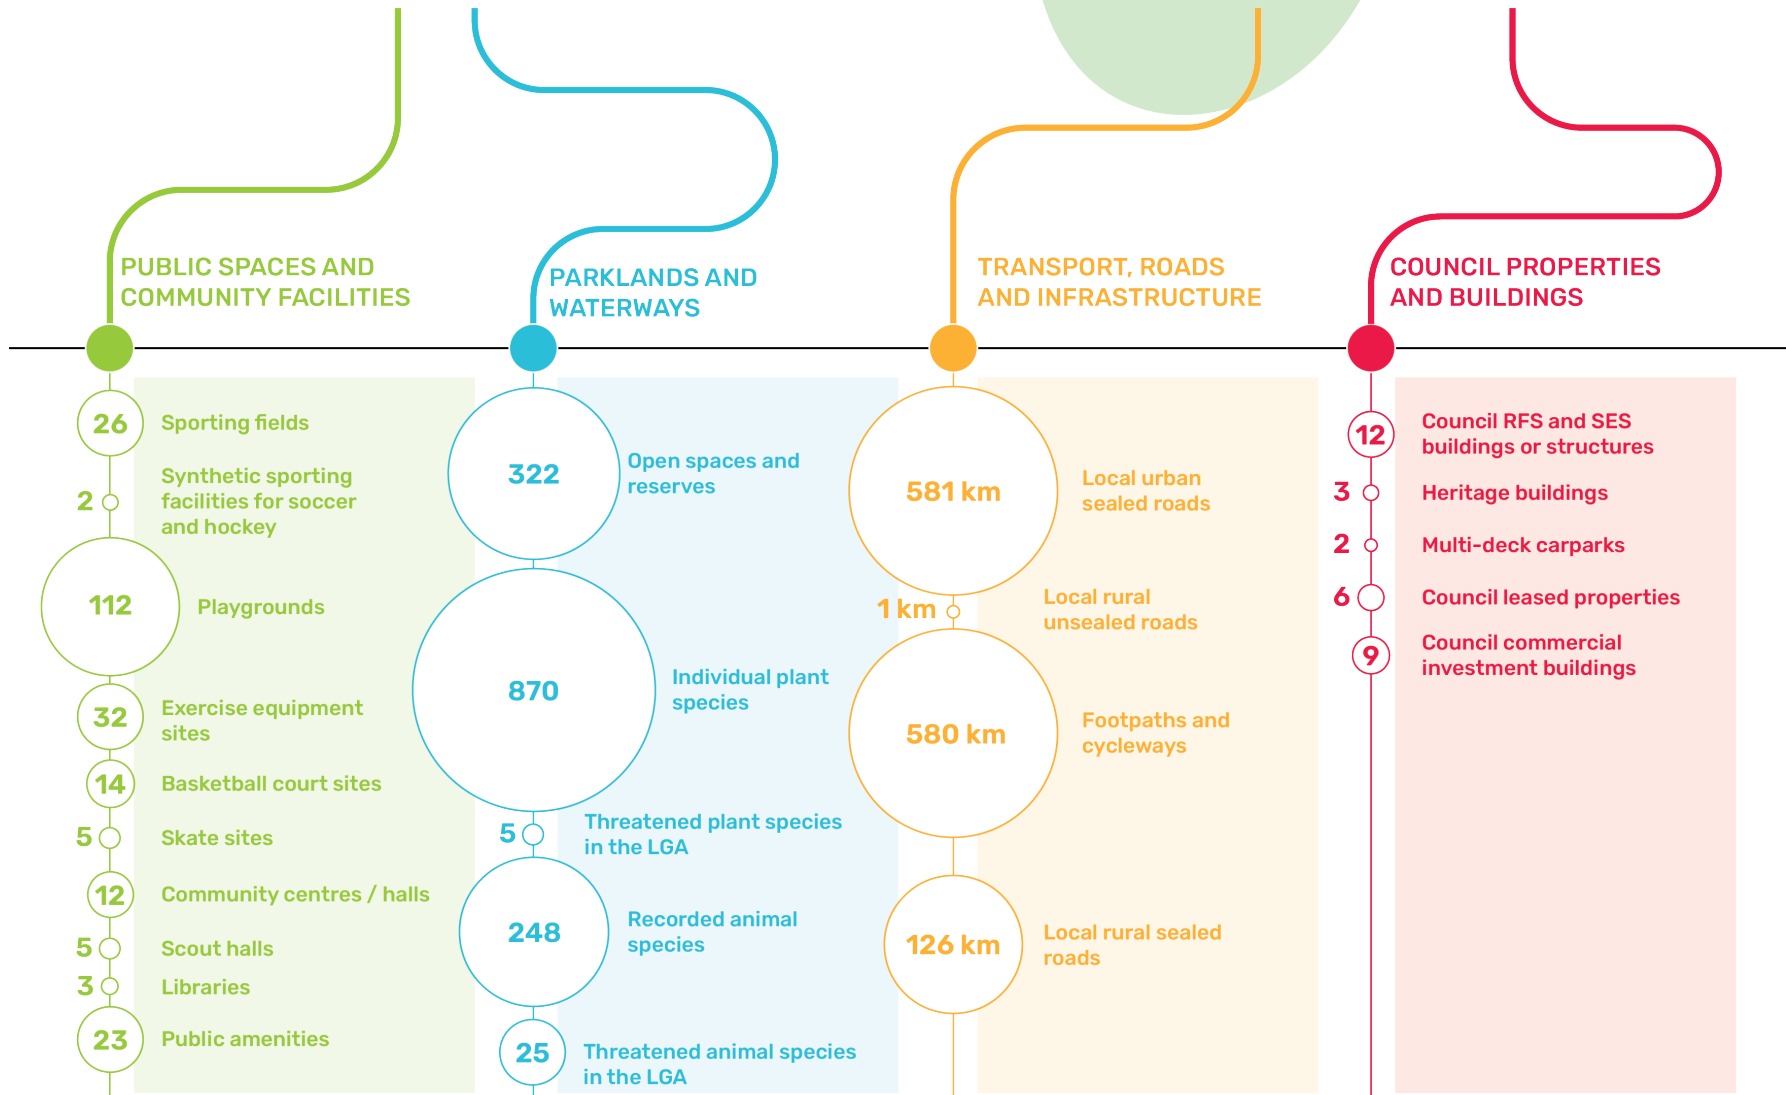 PUBLIC SPACES AND
COMMUNITY FACILITIES
26
Sporting fields
2
Synthetic sporting
facilities for soccer
and hockey
112
Playgrounds
32
Exercise equipment
sites
14
Basketball court sites
5
Skate sites
12
Community centres / halls
5
Scout halls
3
Libraries
23
Public amenities
PARKLANDS AND
WATERWAYS
322
Open spaces and
reserves
870
Individual plant
species
5
Threatened plant species
in the LGA
248
Recorded animal
species
25
Threatened animal species
in the LGA
TRANSPORT, ROADS
AND INFRASTRUCTURE
581 km
Local urban
sealed roads
1 km
Local rural
unsealed roads
580 km
Footpaths and
cycleways
126 km
Local rural sealed
roads
COUNCIL PROPERTIES
AND BUILDINGS
12
Council RFS and SES
buildings or structures
3
Heritage buildings
2
Multi-deck carparks
6
Council leased properties
9
Council commercial
investment buildings